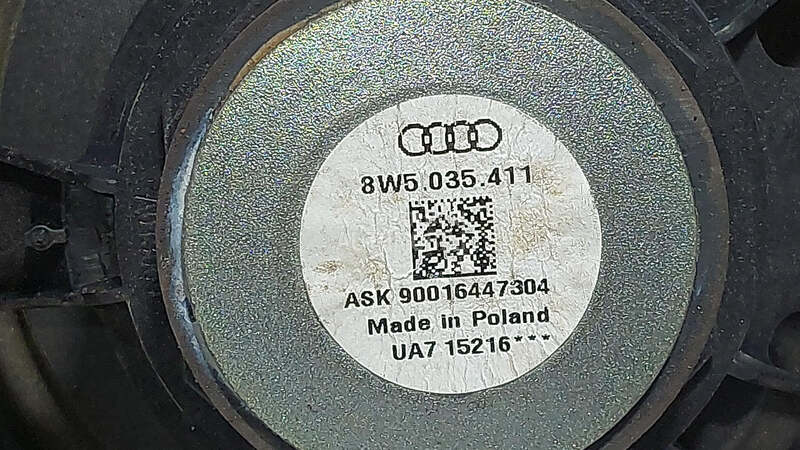 8W5.035.411
ASK 90016447304
Made in Poland
UA7 15216***